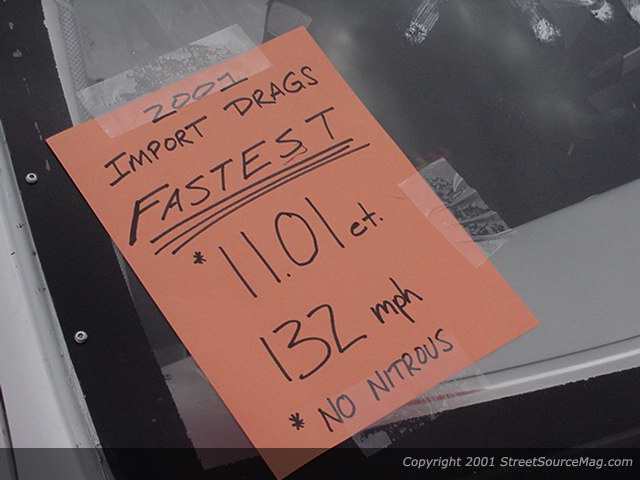 2001
IMPORT DRAGS
FASTEST
*11.01 et.
132 mph
* NO NITROUS
Copyright 2001 StreetSourceMag.com